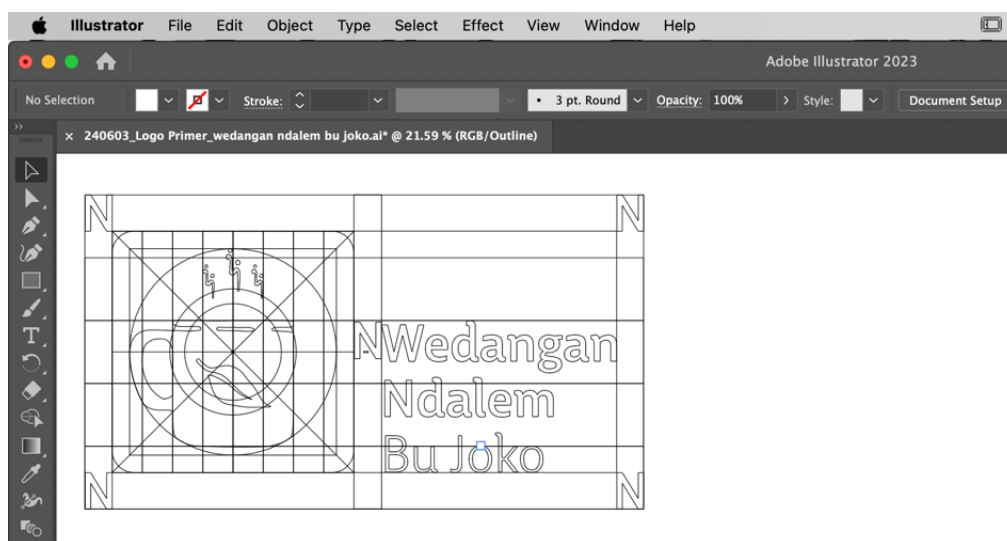 Illustrator File Edit Object Type Select Effect View Window Help
Adobe Illustrator 2023
No Selection Stroke: 3 pt. Round Opacity: 100% Style: Document Setup
240603_Logo Primer_wedangan ndalem bu joko.ai* @ 21.59 % (RGB/Outline)
N N
N Wedangan
Ndalem
Bu Joko
N N